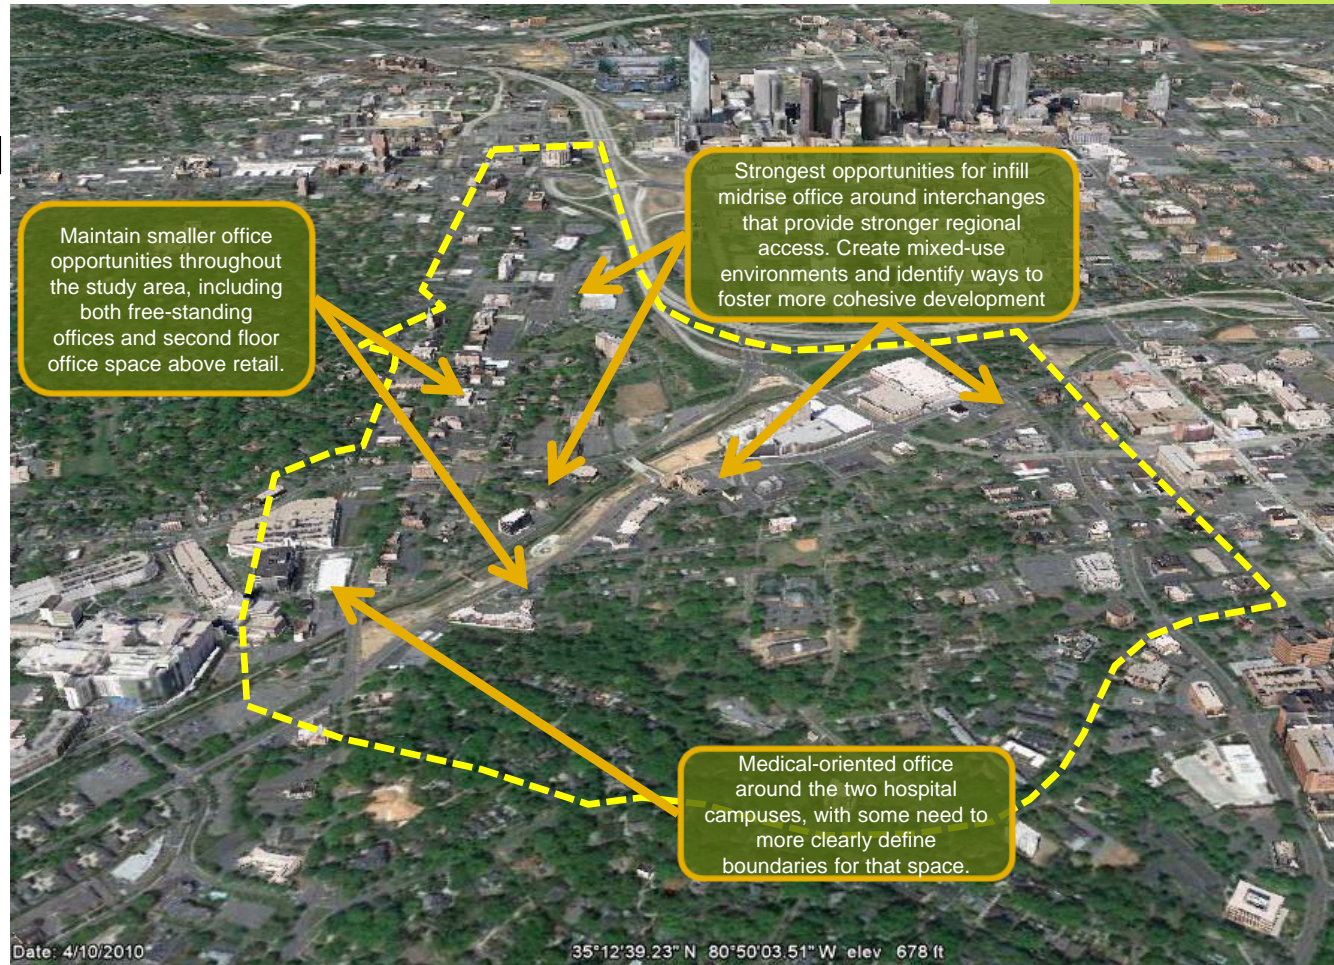 Strongest opportunities for infill
midrise office around interchanges
that provide stronger regional
access. Create mixed-use
environments and identify ways to
foster more cohesive development
Maintain smaller office
opportunities throughout
the study area, including
both free-standing
offices and second floor
office space above retail.
Medical-oriented office
around the two hospital
campuses, with some need to
more clearly define
boundaries for that space.
Date: 4/10/2010
35°12'39.23" N 80°50'03.51" W elev 678 ft